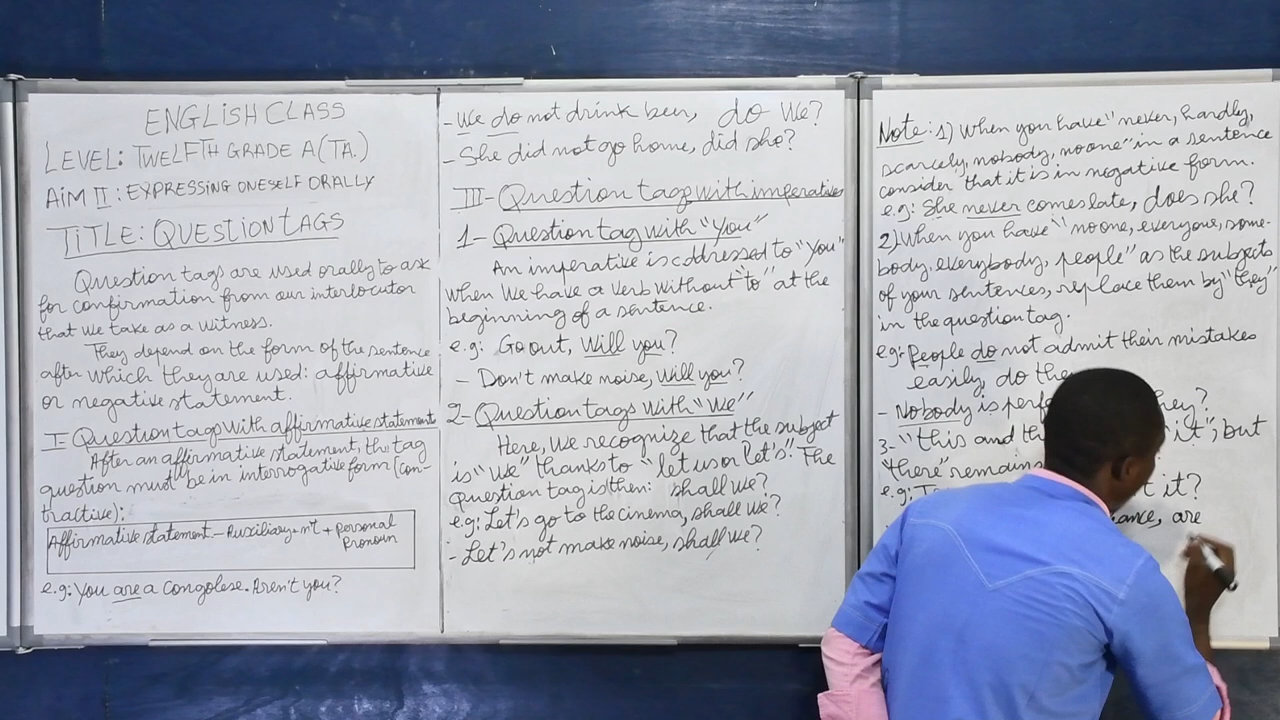 ENGLISH CLASS
LEVEL: TWELFTH GRADE A(TA.)
AIM II: EXPRESSING ONESELF ORALLY
TITLE: QUESTION TAGS
Question tags are used orally to ask
for confirmation from our interlocutor
that we take as a witness.
They depend on the form of the sentence
after which they are used: affirmative
or negative statement.
I- Question tags with affirmative statement
After an affirmative statement, the tag
question must be in interrogative form (con-
tractive):
Affirmative statement - Auxiliary + n't + personal
pronoun
e.g: You are a Congolese. Aren't you?
- We do not drink beer, do we?
- She did not go home, did she?
III- Question tags with imperatives
1- Question tag with "You"
An imperative is addressed to "you"
when we have a verb without "to" at the
beginning of a sentence.
e.g: Go out, Will you?
- Don't make noise, Will you?
2- Question tags with "We"
Here, we recognize that the subject
is "we" thanks to "let us or let's". The
question tag is then: shall we?
e.g: Let's go to the cinema, shall we?
- Let's not make noise, shall we?
Note: 1) When you have "never, hardly,
scarcely, nobody, no one" in a sentence
consider that it is in negative form.
e.g: She never comes late, does she?
2) When you have "no one, everyone, some-
body, everybody, people" as the subjects
of your sentences, replace them by "they"
in the question tag.
e.g: People do not admit their mistakes
easily, do
- Nobody is they?
3- "this and "it"; but
"there" remains
e.g: it?
are